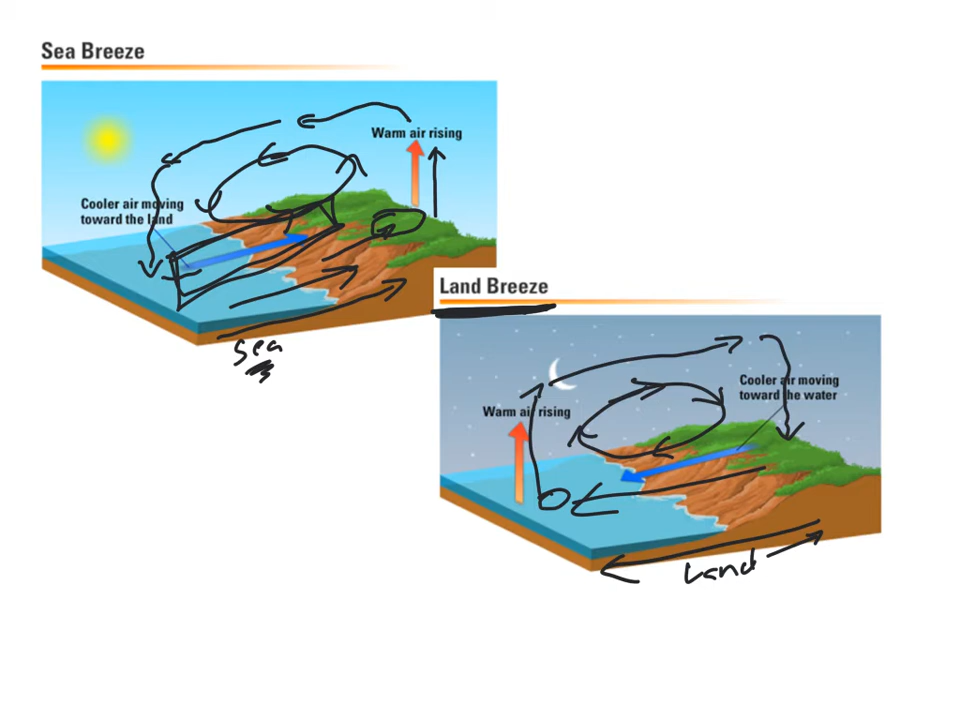 Sea Breeze
Warm air rising
Cooler air moving
toward the land
sea
Land Breeze
Cooler air moving
toward the water
Warm air rising
Land